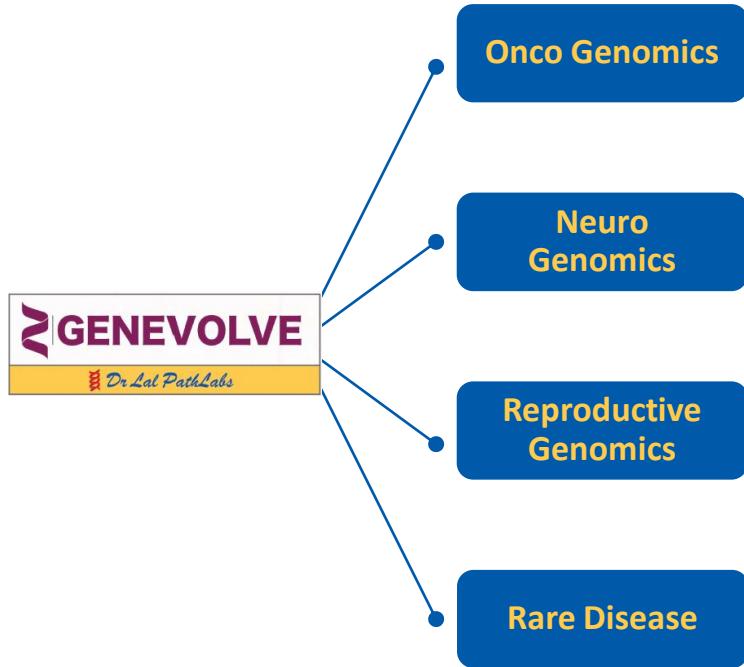 Onco Genomics
Neuro
Genomics
GENEVOLVE
Dr Lal PathLabs
Reproductive
Genomics
Rare Disease